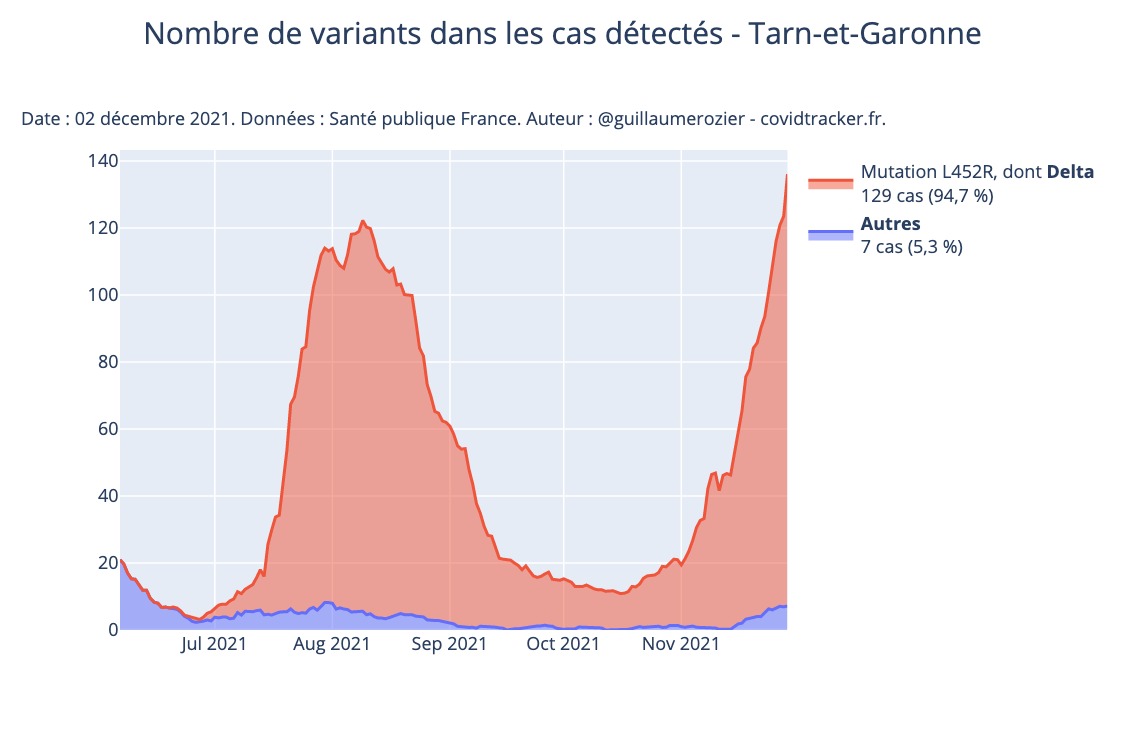 Nombre de variants dans les cas détectés - Tarn-et-Garonne
Date : 02 décembre 2021. Données : Santé publique France. Auteur : @guillaumerozier - covidtracker.fr.
140
120
100
80
60
40
20
0
Jul 2021
Aug 2021
Sep 2021
Oct 2021
Nov 2021
Mutation L452R, dont Delta
129 cas (94,7 %)
Autres
7 cas (5,3 %)